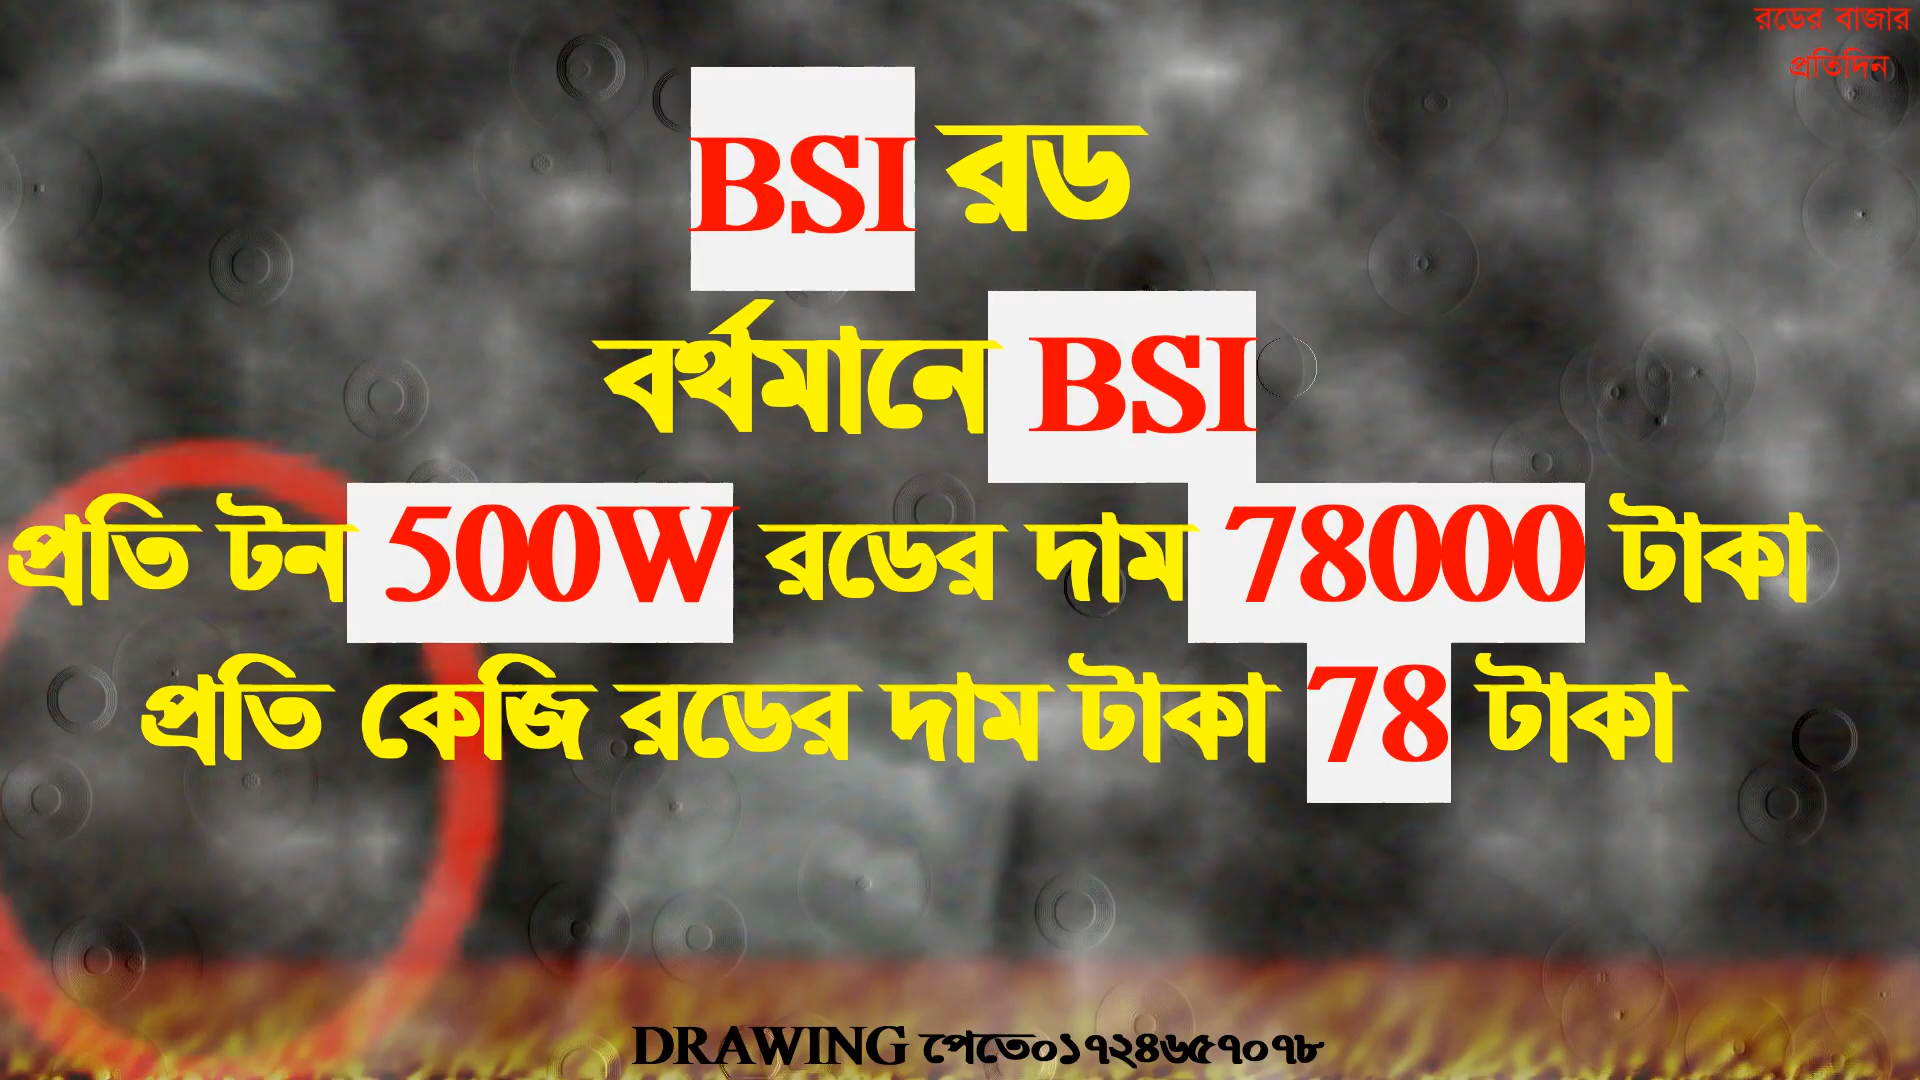 রডের বাজার
প্রতিদিন
BSI রড
বর্থমানে BSI
প্রতি টন 500W রডের দাম 78000 টাকা
প্রতি কেজি রডের দাম টাকা 78 টাকা
DRAWING পেতে০১৭২৪৬৫৭০৭৮